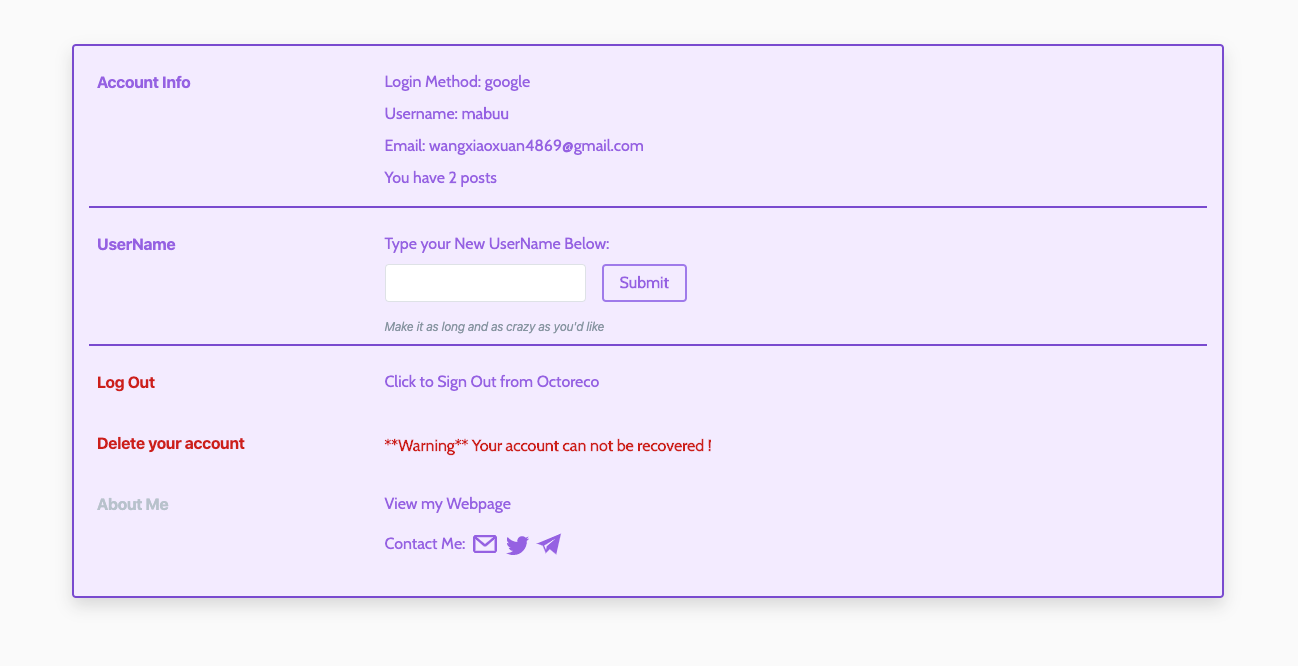 Account Info
Login Method: google
Username: mabuu
Email: wangxiaoxuan4869@gmail.com
You have 2 posts
UserName
Type your New UserName Below:
Submit
Make it as long and as crazy as you'd like
Log Out
Click to Sign Out from Octoreco
Delete your account
**Warning** Your account can not be recovered !
About Me
View my Webpage
Contact Me: